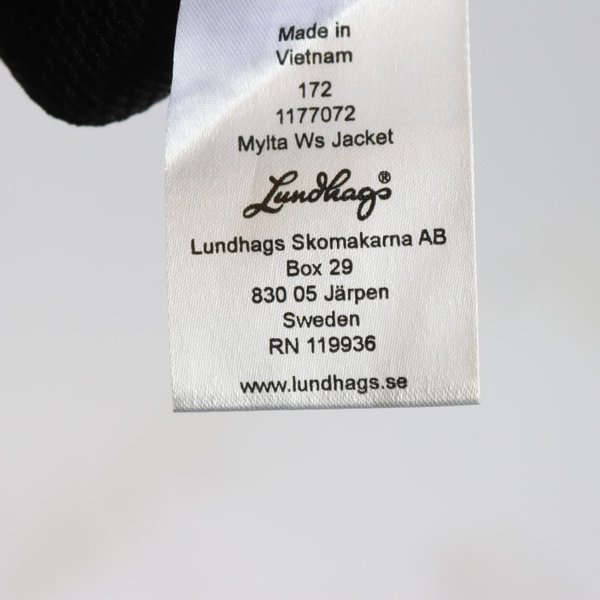 Made in
Vietnam
172
1177072
Mylta Ws Jacket
Lundhags®
Lundhags Skomakarna AB
Box 29
830 05 Järpen
Sweden
RN 119936
www.lundhags.se